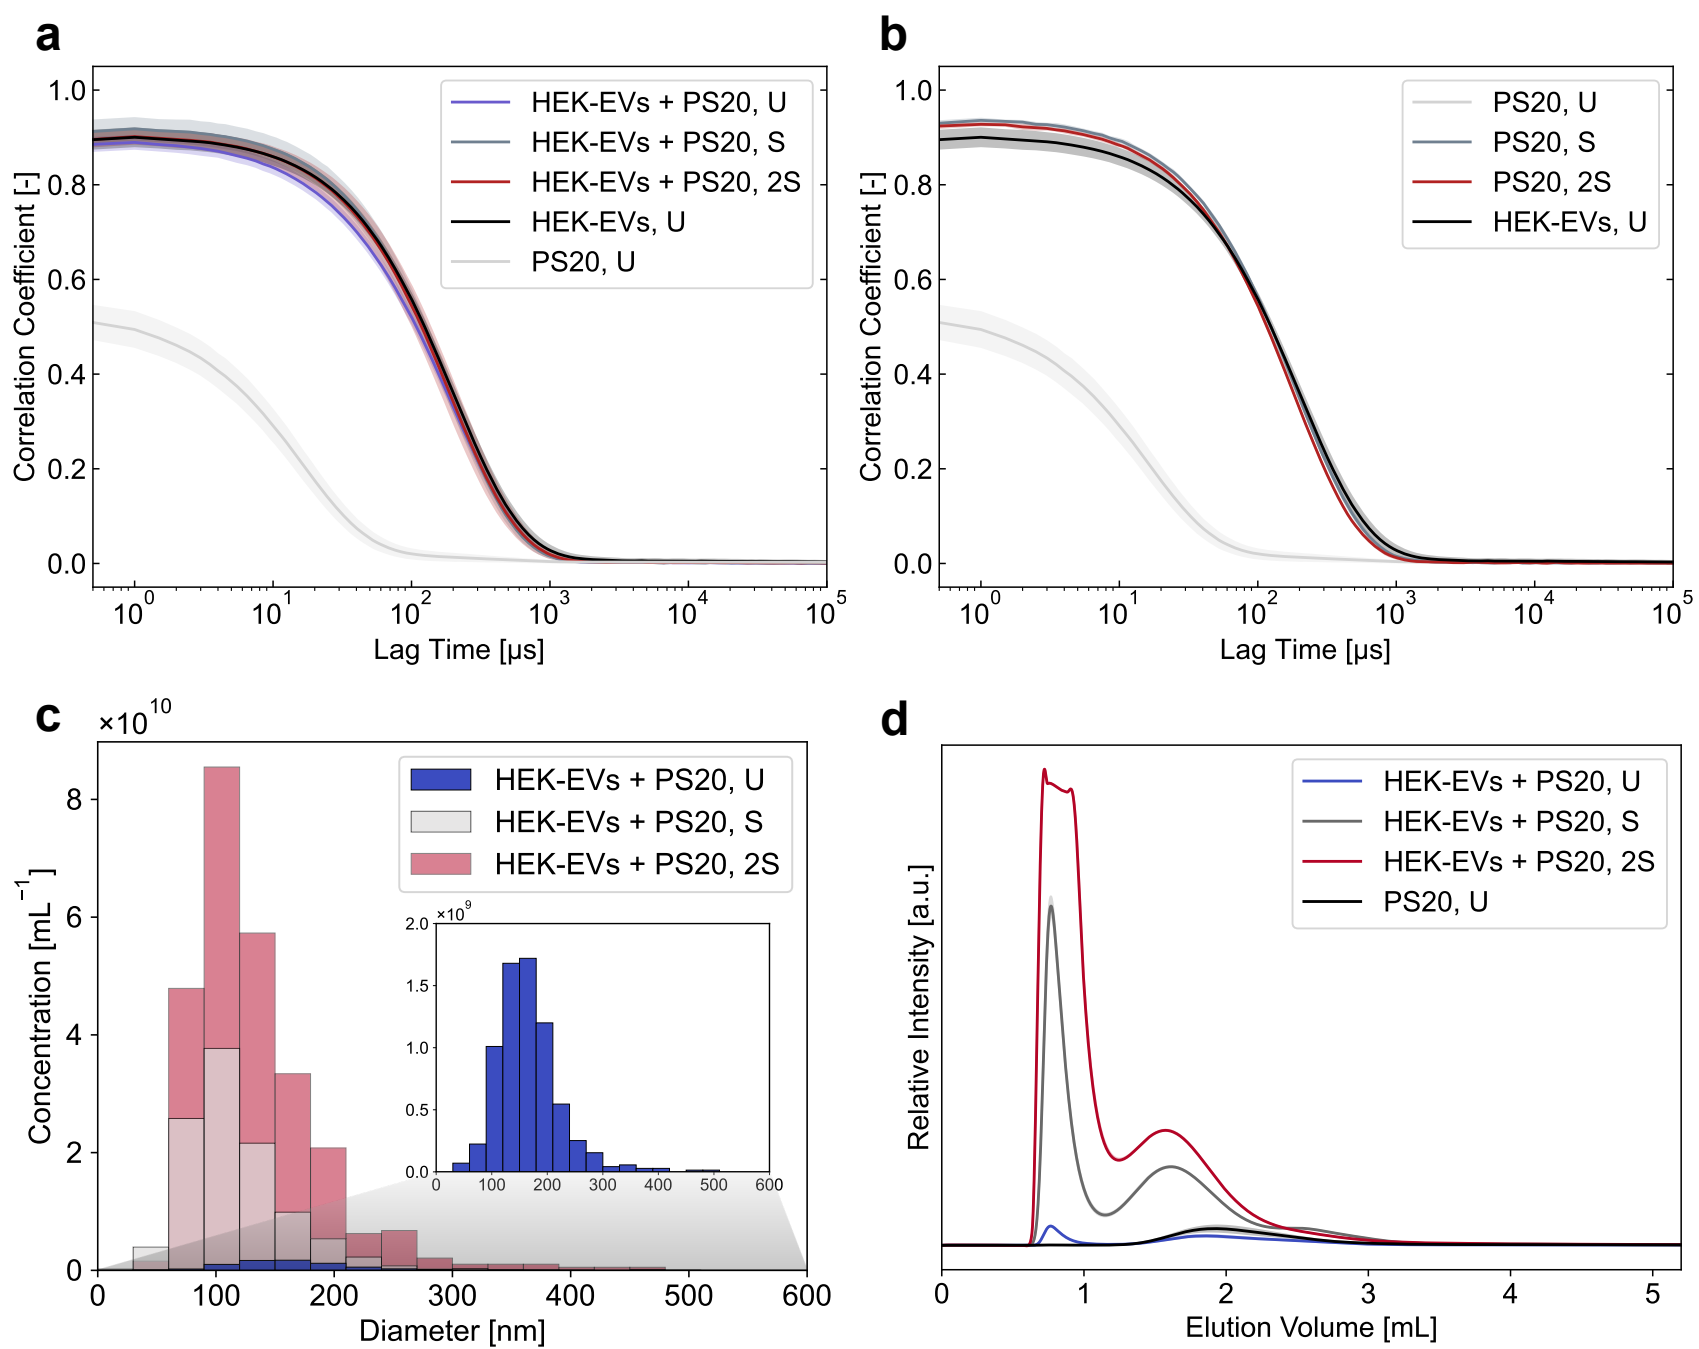 a
1.0
0.8
0.6
0.4
0.2
0.0
Correlation Coefficient [-]
HEK-EVs + PS20, U
HEK-EVs + PS20, S
HEK-EVs + PS20, 2S
HEK-EVs, U
PS20, U
10^0 10^1 10^2 10^3 10^4 10^5
Lag Time [µs]
b
1.0
0.8
0.6
0.4
0.2
0.0
Correlation Coefficient [-]
PS20, U
PS20, S
PS20, 2S
HEK-EVs, U
10^0 10^1 10^2 10^3 10^4 10^5
Lag Time [µs]
c
×10^10
8
6
4
2
0
Concentration [mL^−1]
HEK-EVs + PS20, U
HEK-EVs + PS20, S
HEK-EVs + PS20, 2S
×10^9
2.0
1.5
1.0
0.5
0.0
0 100 200 300 400 500 600
0 100 200 300 400 500 600
Diameter [nm]
d
Relative Intensity [a.u.]
HEK-EVs + PS20, U
HEK-EVs + PS20, S
HEK-EVs + PS20, 2S
PS20, U
0 1 2 3 4 5
Elution Volume [mL]